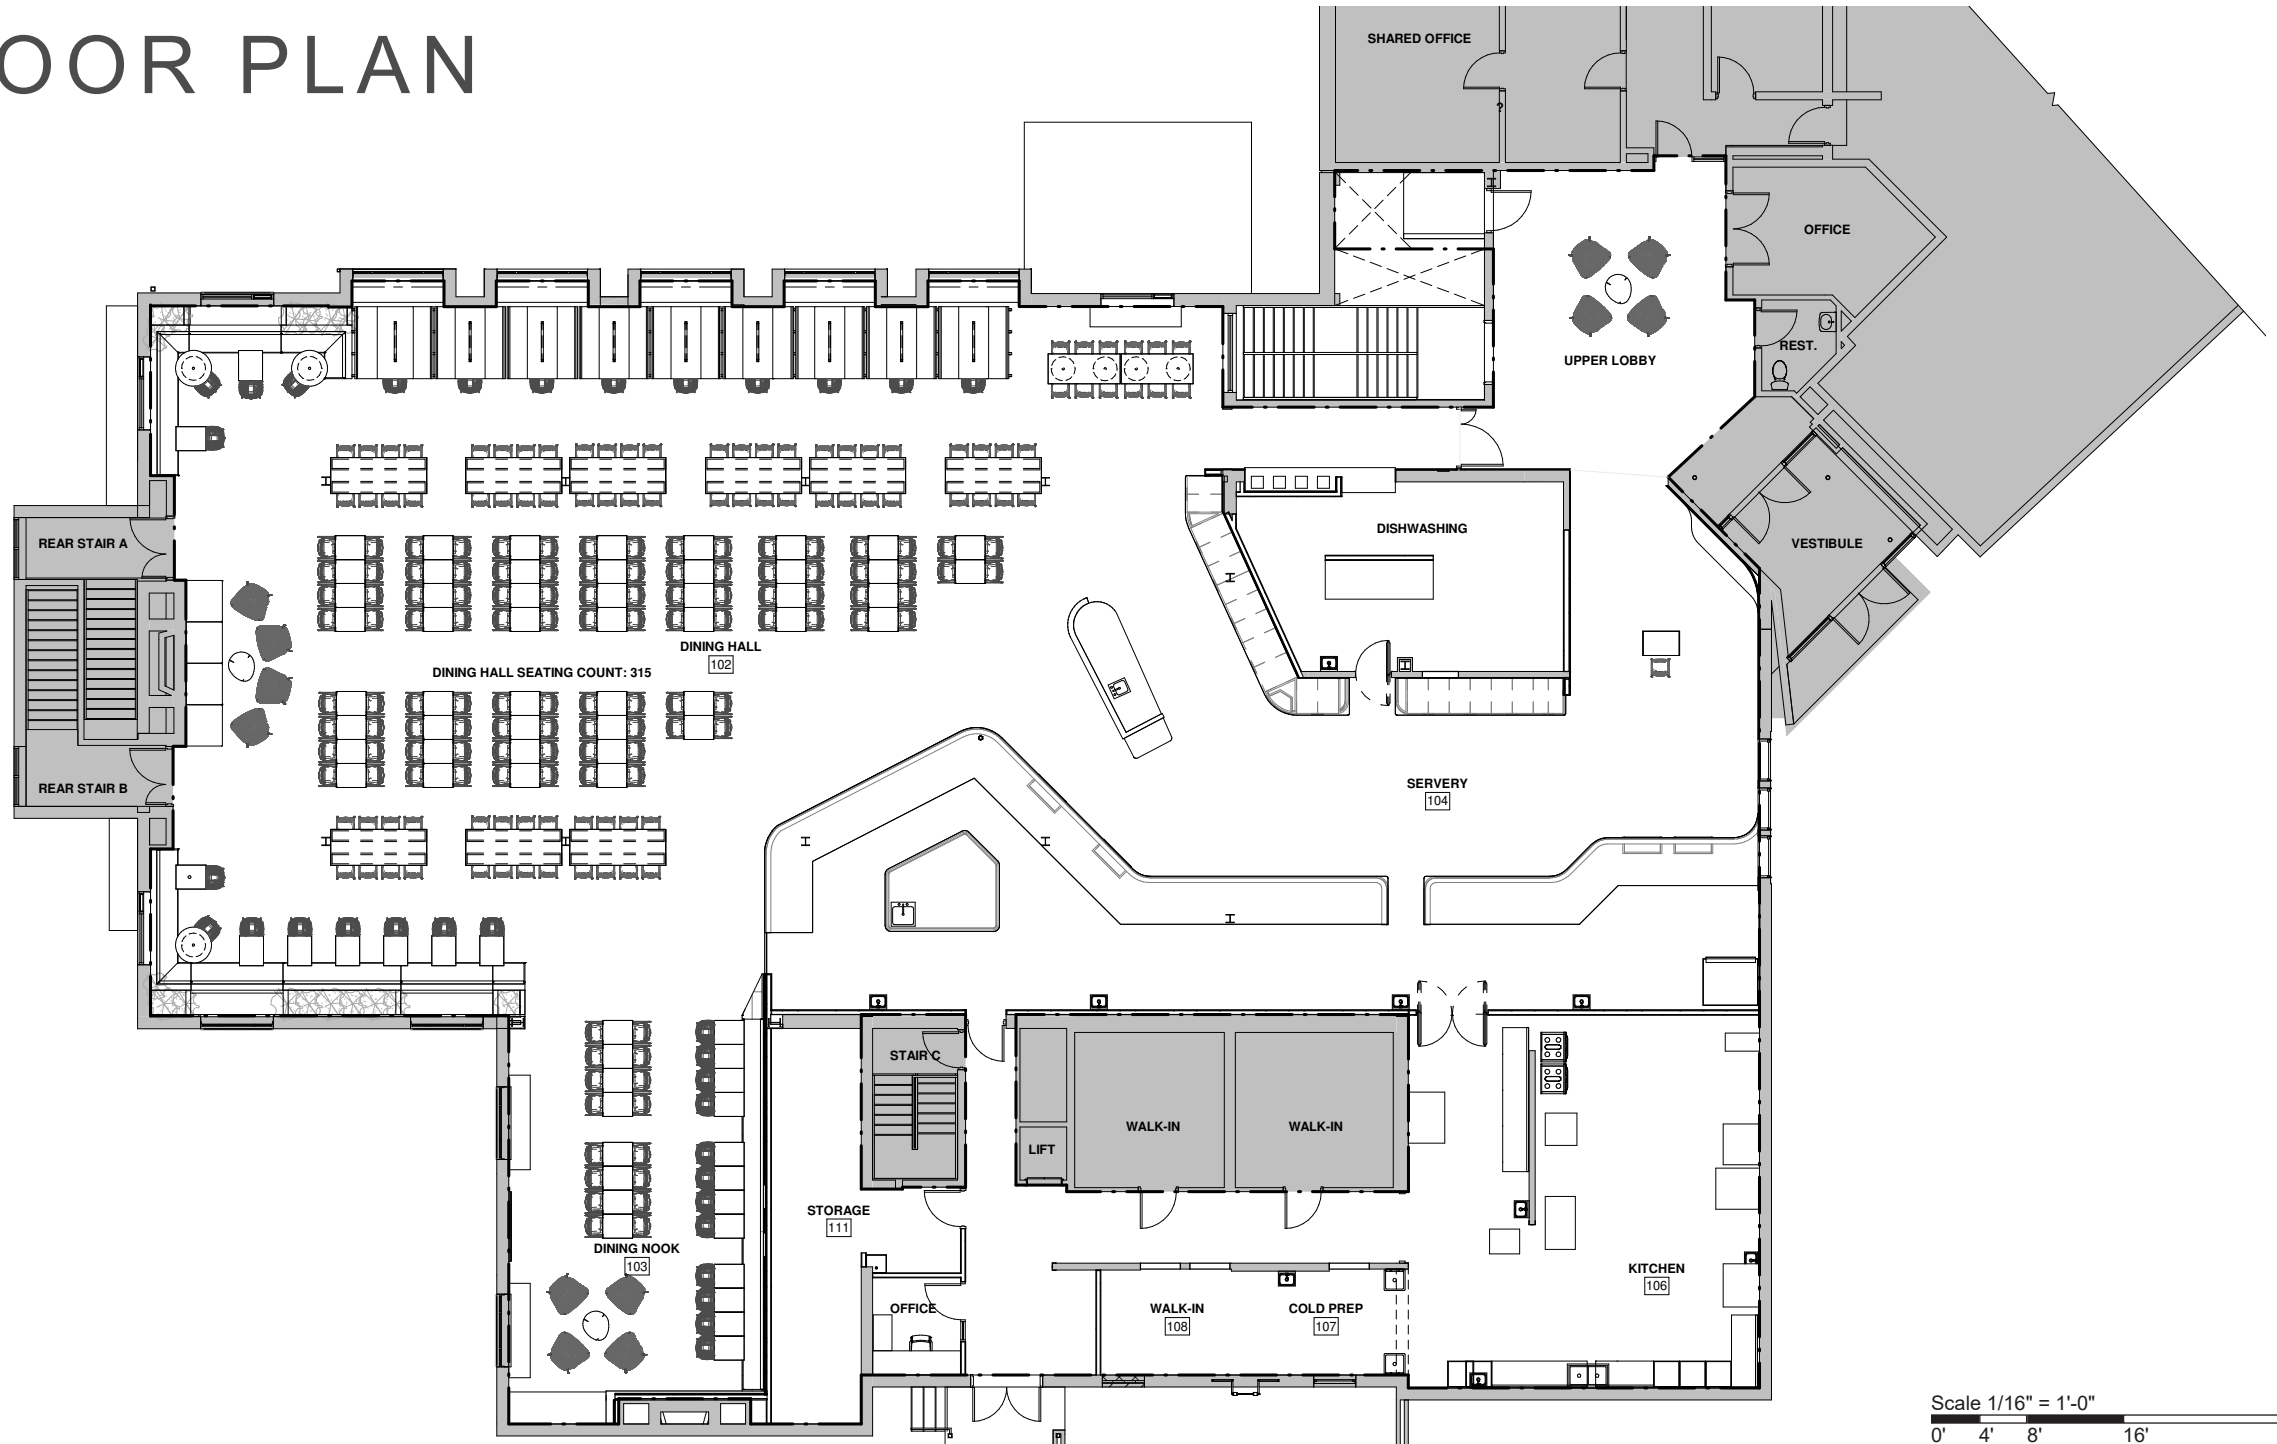 OOR PLAN
SHARED OFFICE
?
OFFICE
REST.
UPPER LOBBY
DISHWASHING
REAR STAIR A
VESTIBULE
DINING HALL
102
DINING HALL SEATING COUNT: 315
REAR STAIR B
SERVERY
104
STAIR C
WALK-IN
WALK-IN
LIFT
STORAGE
111
DINING NOOK
103
KITCHEN
106
OFFICE
WALK-IN
108
COLD PREP
107
Scale 1/16" = 1'-0"
0' 4' 8' 16'